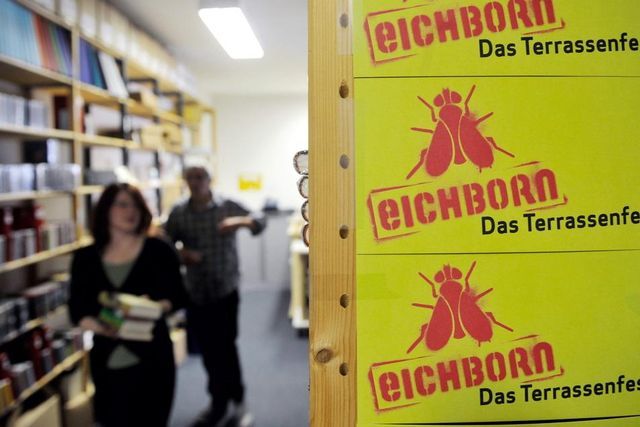 eICHBORN
Das Terrassenfe
eICHBORN
Das Terrassenfe
eICHBORN
Das Terrassenfes